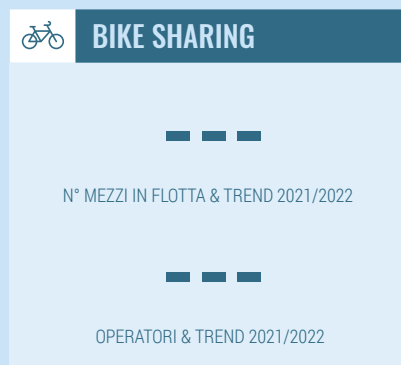 BIKE SHARING
---
N° MEZZI IN FLOTTA & TREND 2021/2022
---
OPERATORI & TREND 2021/2022